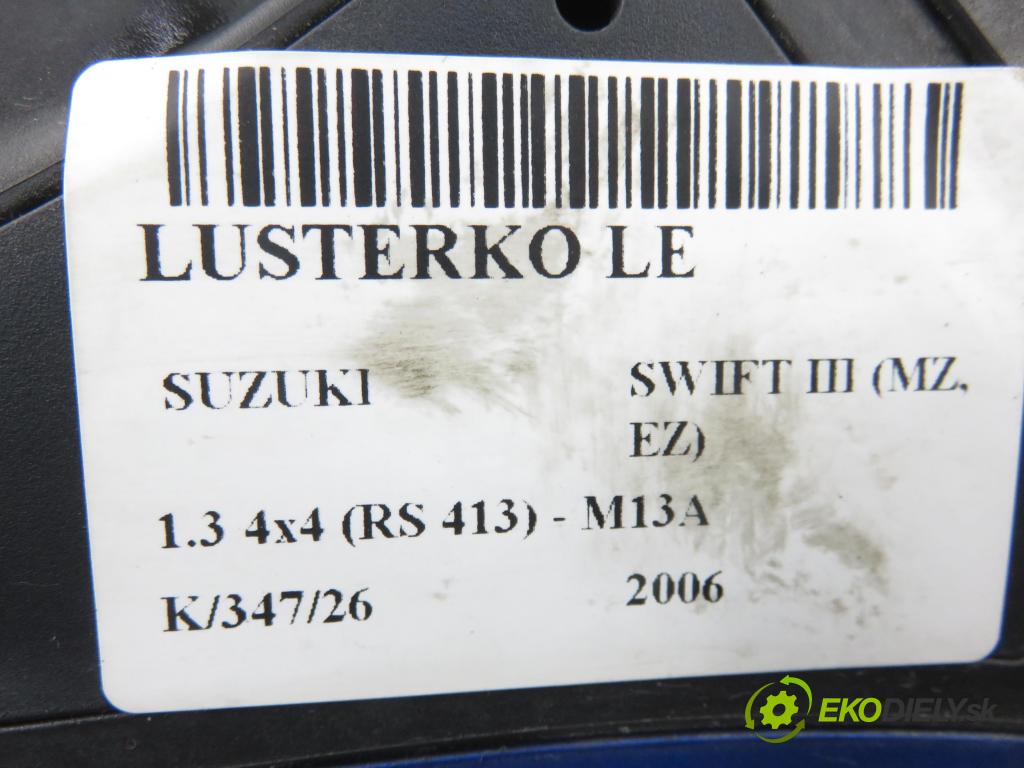 LUSTERKO LE
SUZUKI
SWIFT III (MZ,
EZ)
1.3 4x4 (RS 413) - M13A
K/347/26
2006
EKODIELY.sk